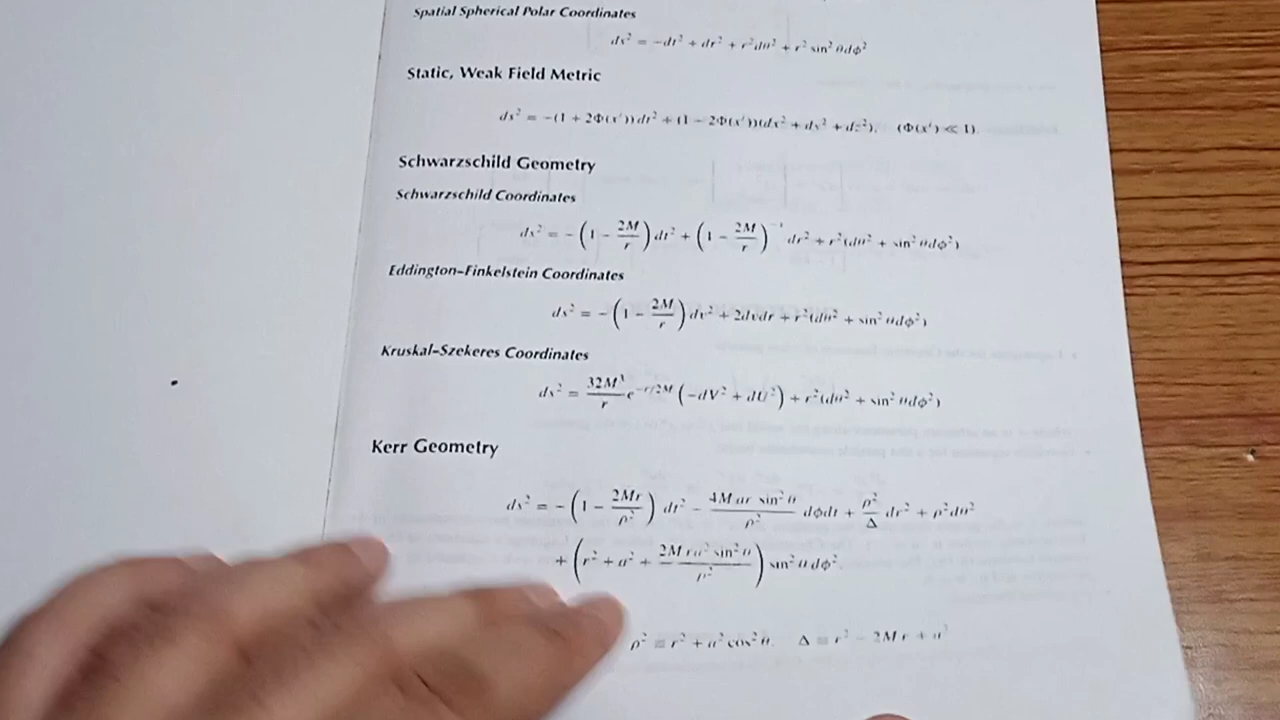 Spatial Spherical Polar Coordinates
ds² = −dt² + dr² + r²dθ² + r² sin² θdϕ²
Static, Weak Field Metric
ds² = −(1 + 2Φ(xⁱ))dt² + (1 − 2Φ(xⁱ))(dx² + dy² + dz²), (Φ(xⁱ) ≪ 1).
Schwarzschild Geometry
Schwarzschild Coordinates
ds² = −(1 − 2M/r) dt² + (1 − 2M/r)⁻¹ dr² + r²(dθ² + sin² θdϕ²)
Eddington–Finkelstein Coordinates
ds² = −(1 − 2M/r) dv² + 2dvdr + r²(dθ² + sin² θdϕ²)
Kruskal–Szekeres Coordinates
ds² = 32M³/r e^(−r/2M) (−dV² + dU²) + r²(dθ² + sin² θdϕ²)
Kerr Geometry
ds² = −(1 − 2Mr/ρ²) dt² − 4Mar sin² θ/ρ² dϕdt + ρ²/Δ dr² + ρ²dθ²
+ (r² + a² + 2Mra² sin² θ/ρ²) sin² θ dϕ².
ρ² ≡ r² + a² cos² θ, Δ ≡ r² − 2Mr + a²